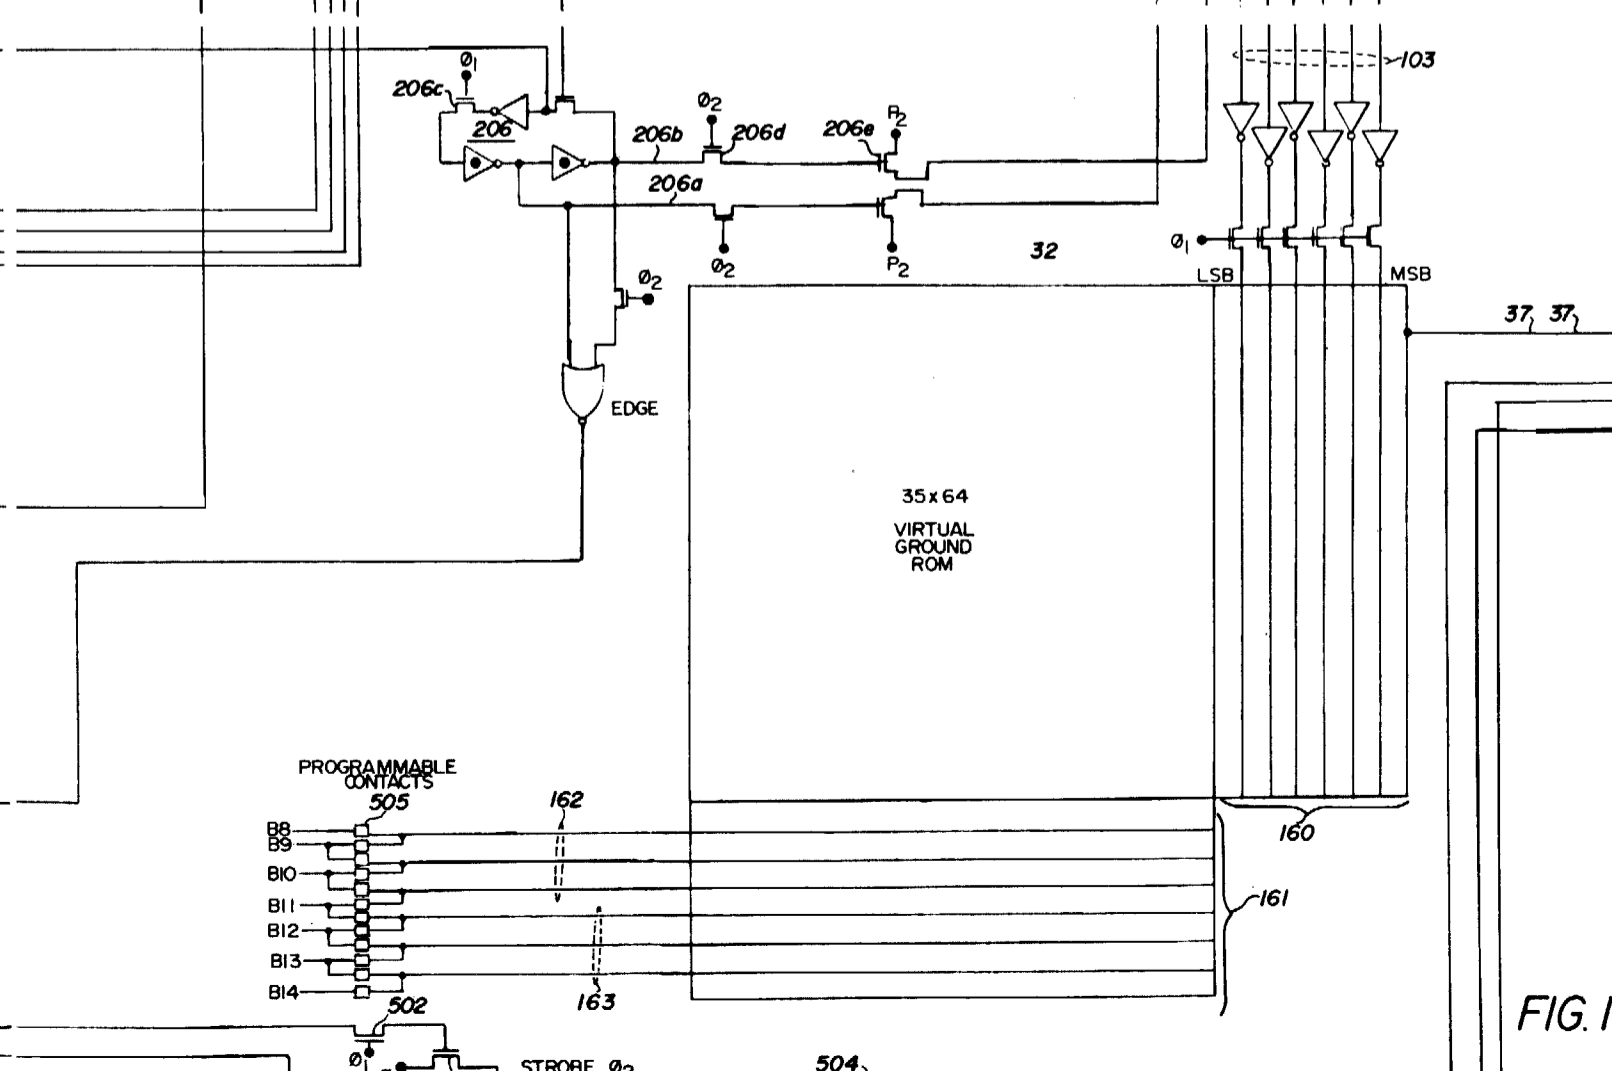 103
Ø1
206c
Ø2
P2
206
206b
206d
206e
206a
Ø2
P2
32
Ø1
LSB
MSB
Ø2
37 37
EDGE
35x64
VIRTUAL
GROUND
ROM
PROGRAMMABLE
CONTACTS
505
162
160
B8
B9
B10
B11
161
B12
B13
B14
163
502
FIG. 1
Ø1
STROBE Ø2
504